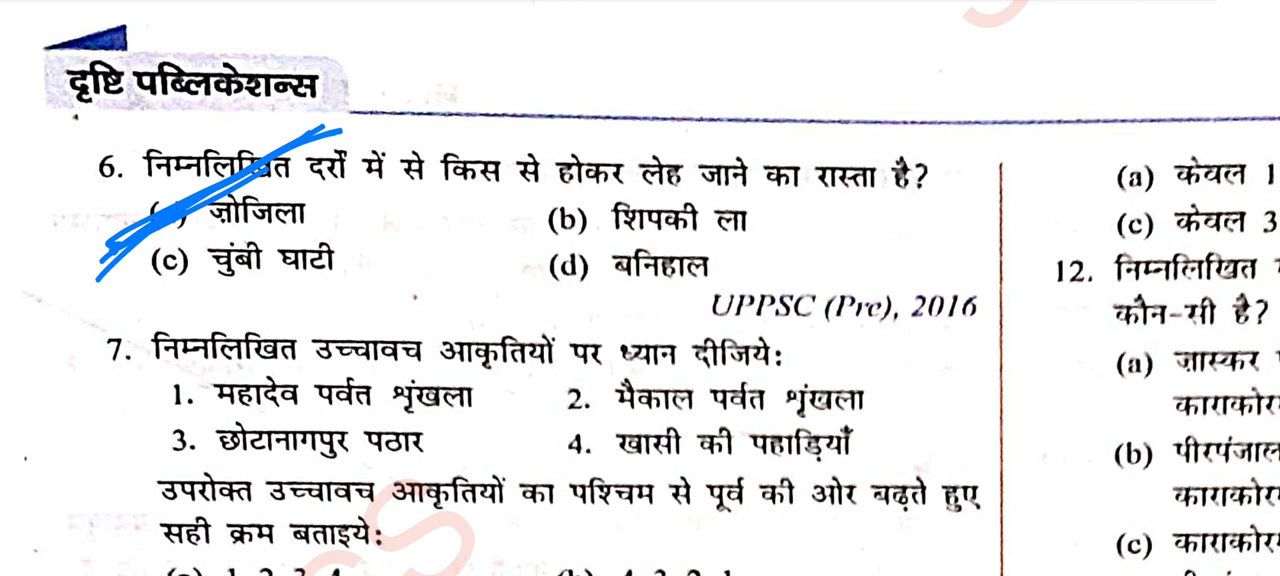 दृष्टि पब्लिकेशन्स
6. निम्नलिखित दर्रों में से किस से होकर लेह जाने का रास्ता है?
ज़ोजिला (b) शिपकी ला
(c) चुंबी घाटी (d) बनिहाल
UPPSC (Pre), 2016
7. निम्नलिखित उच्चावच आकृतियों पर ध्यान दीजिये:
1. महादेव पर्वत शृंखला 2. मैकाल पर्वत शृंखला
3. छोटानागपुर पठार 4. खासी की पहाड़ियाँ
उपरोक्त उच्चावच आकृतियों का पश्चिम से पूर्व की ओर बढ़ते हुए
सही क्रम बताइये:
(a) केवल 1
(c) केवल 3
12. निम्नलिखित
कौन-सी है?
(a) ज़ास्कर
काराकोर
(b) पीरपंजाल
काराकोर
(c) काराकोर